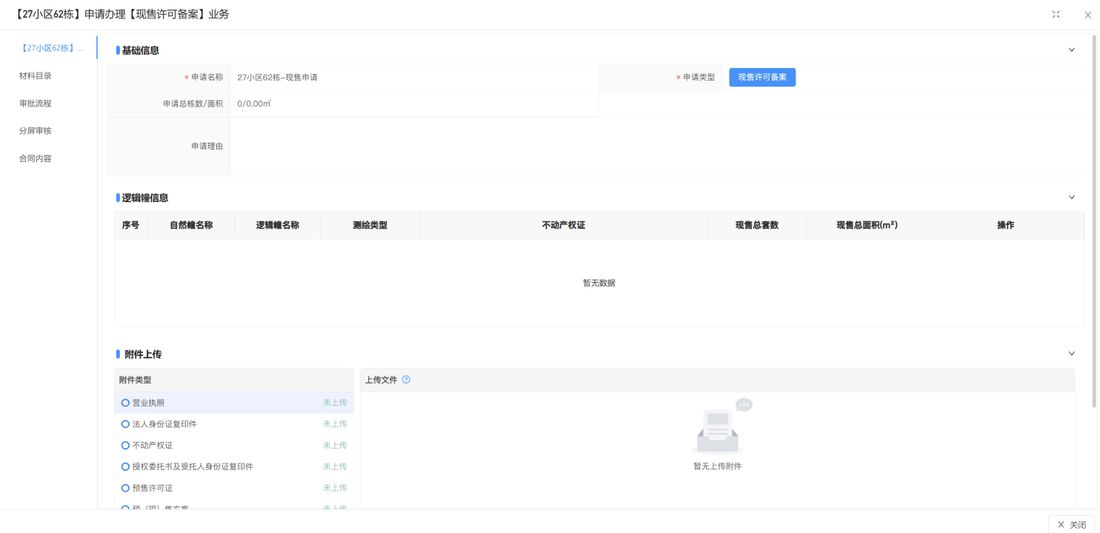 【27小区62栋】申请办理【现售许可备案】业务
【27小区62栋】...
材料目录
审批流程
分屏审核
合同内容
基础信息
* 申请名称 27小区62栋-现售申请 * 申请类型 现售许可备案
申请总栋数/面积 0/0.00㎡
申请理由
逻辑幢信息
序号 自然幢名称 逻辑幢名称 测绘类型 不动产权证 现售总套数 现售总面积(m²) 操作
暂无数据
附件上传
附件类型 上传文件
营业执照 未上传
法人身份证复印件 未上传
不动产权证 未上传
授权委托书及受托人身份证复印件 未上传
预售许可证 未上传
预（现）售方案 未上传
暂无上传附件
关闭